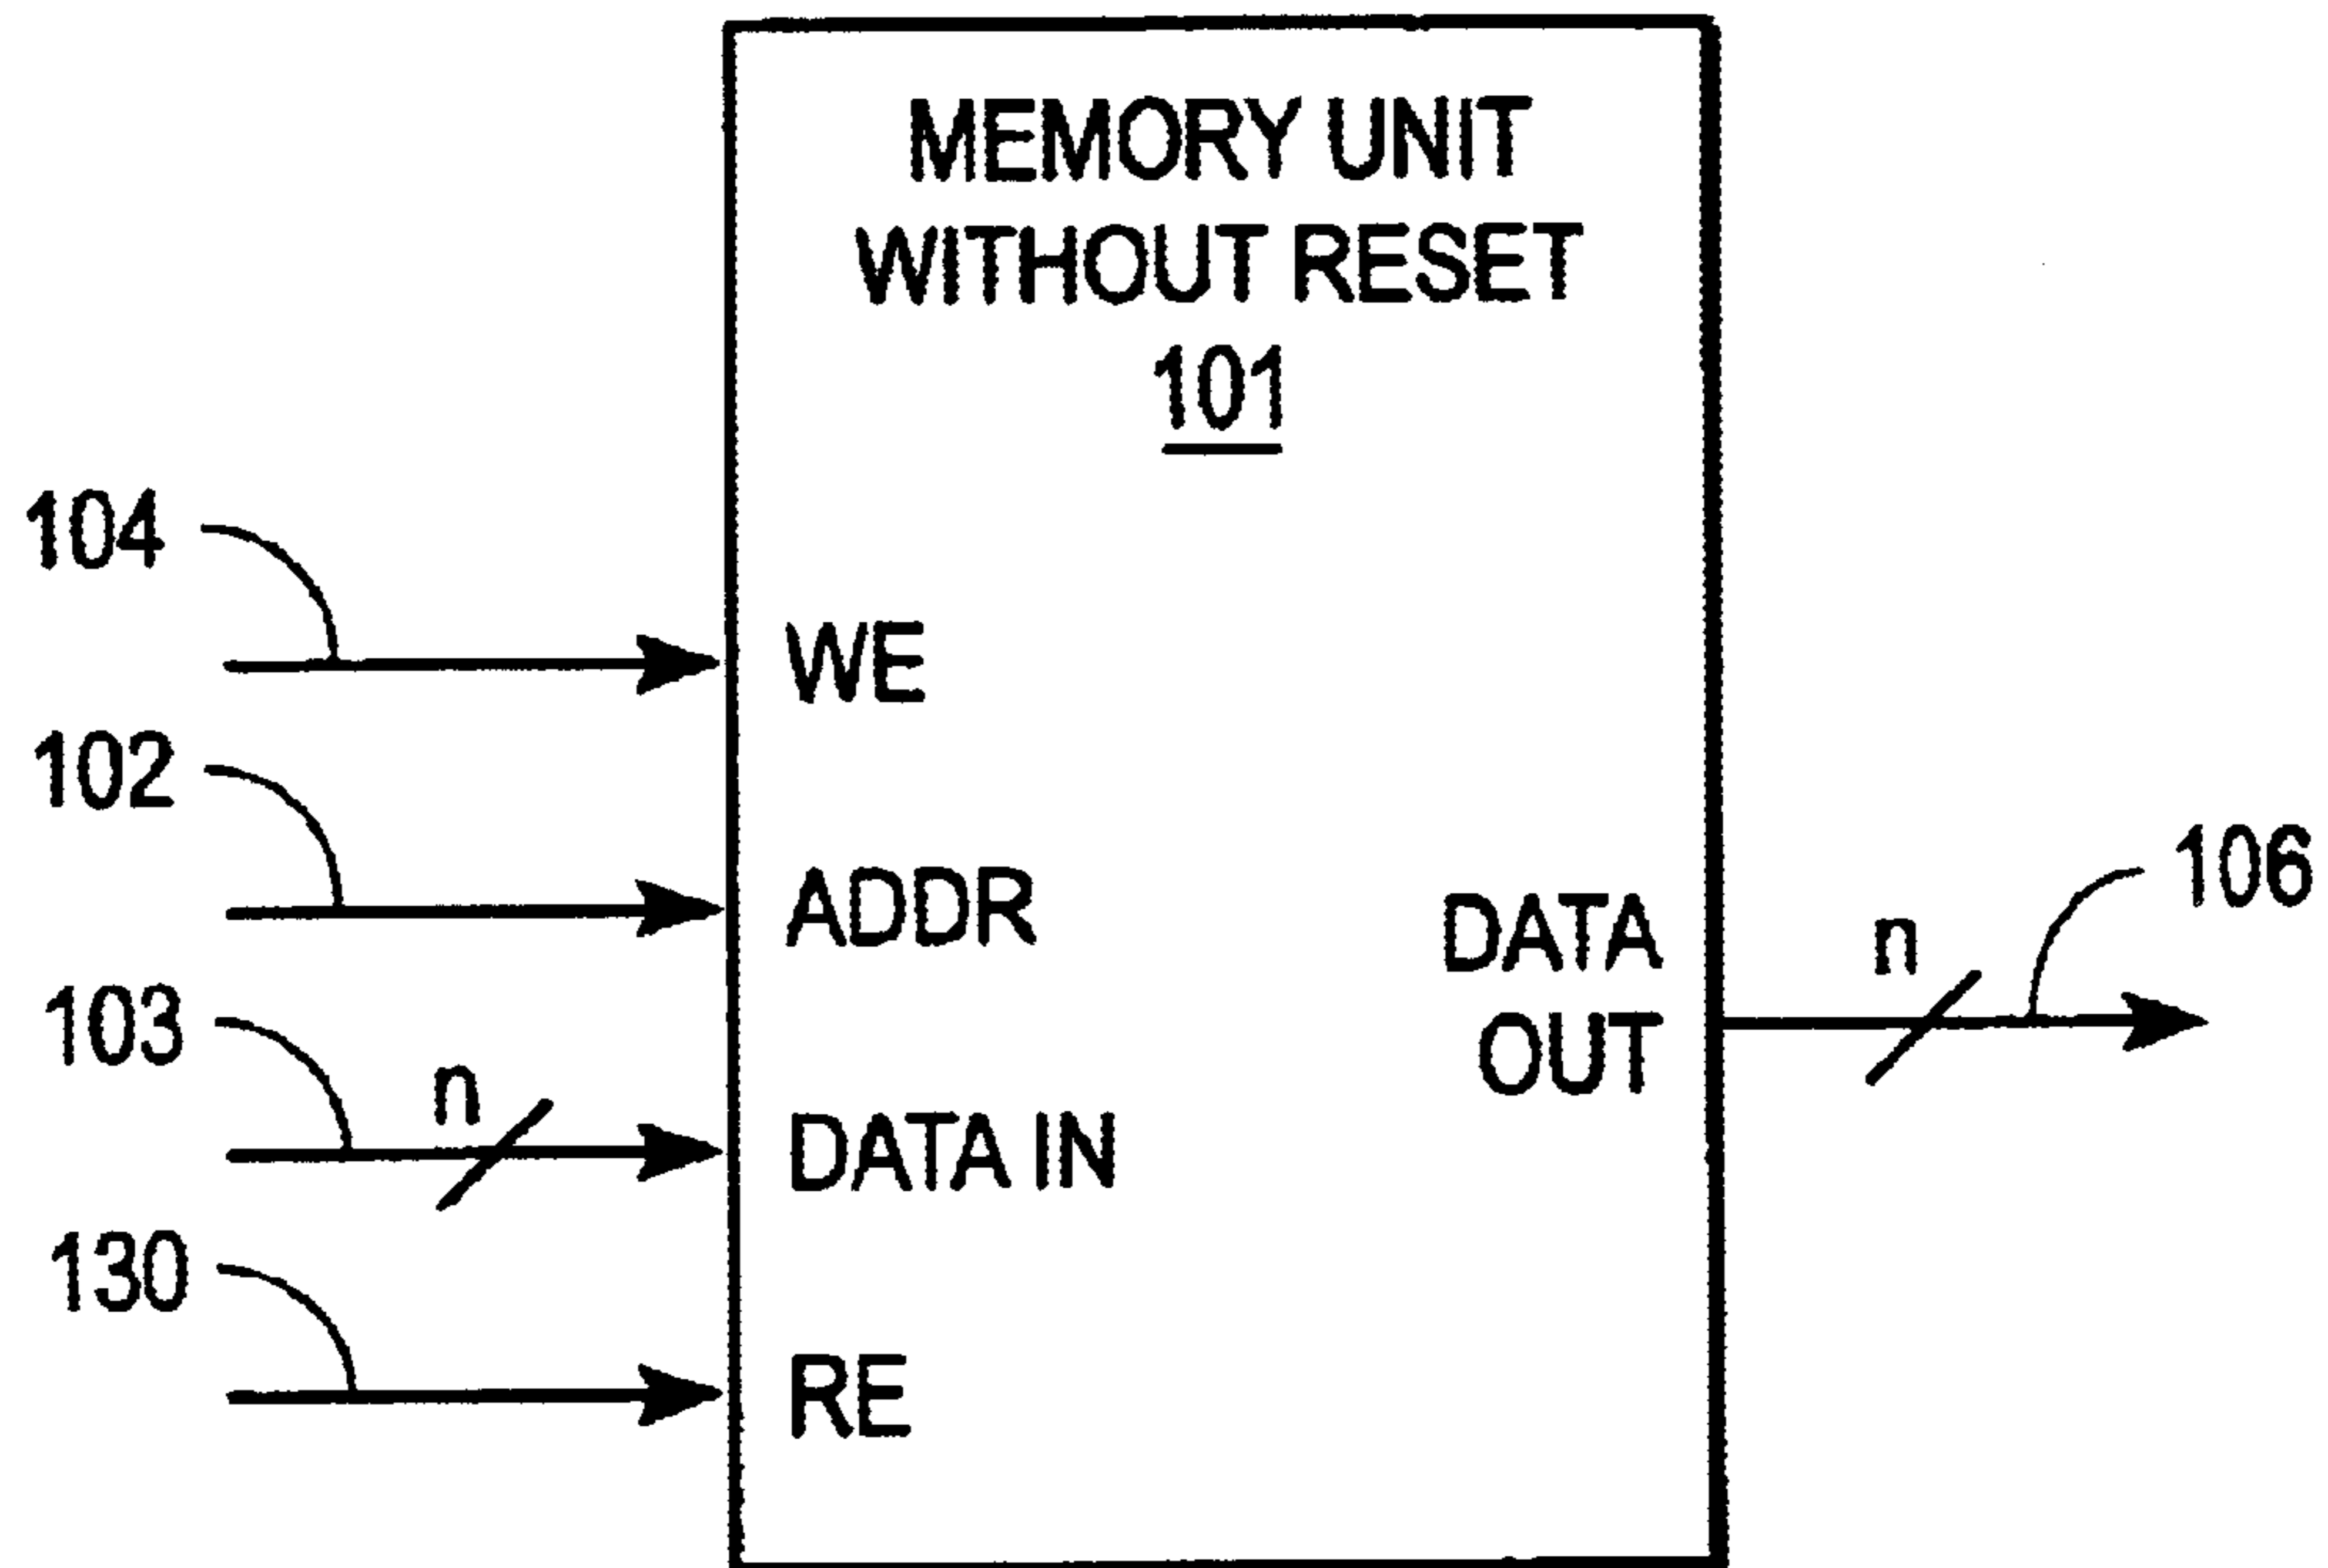 MEMORY UNIT
WITHOUT RESET
101
104
WE
102
ADDR
103
n
DATA IN
130
RE
DATA
OUT
n
106